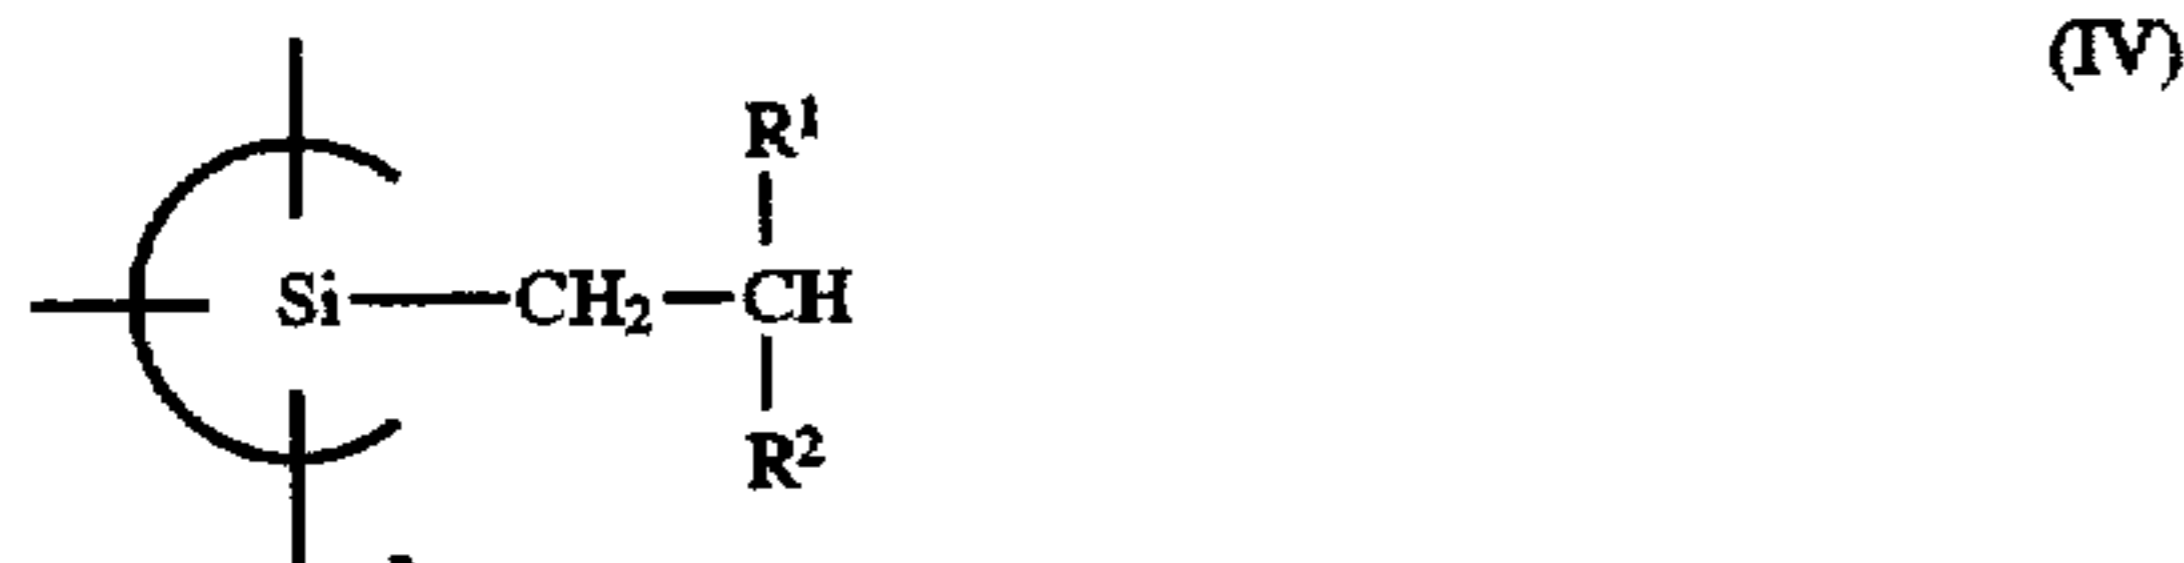 (IV)
R¹
Si—CH₂—CH
R²